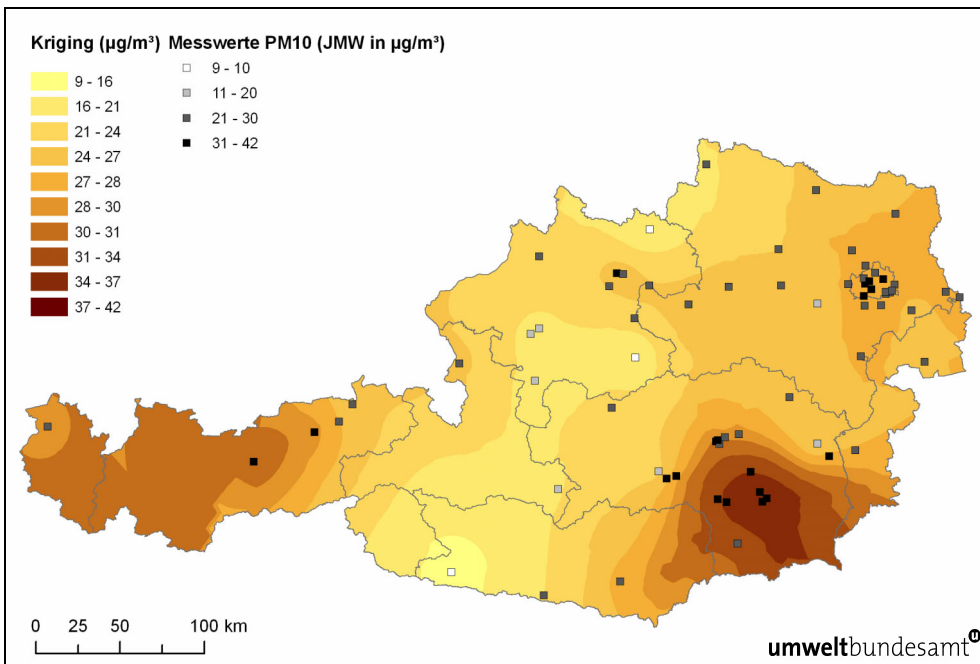 Kriging (µg/m³) Messwerte PM10 (JMW in µg/m³)
9 - 16
16 - 21
21 - 24
24 - 27
27 - 28
28 - 30
30 - 31
31 - 34
34 - 37
37 - 42
9 - 10
11 - 20
21 - 30
31 - 42
0 25 50 100 km
umweltbundesamt U